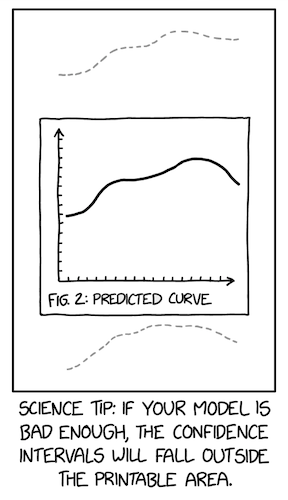 FIG. 2: PREDICTED CURVE
SCIENCE TIP: IF YOUR MODEL IS
BAD ENOUGH, THE CONFIDENCE
INTERVALS WILL FALL OUTSIDE
THE PRINTABLE AREA.